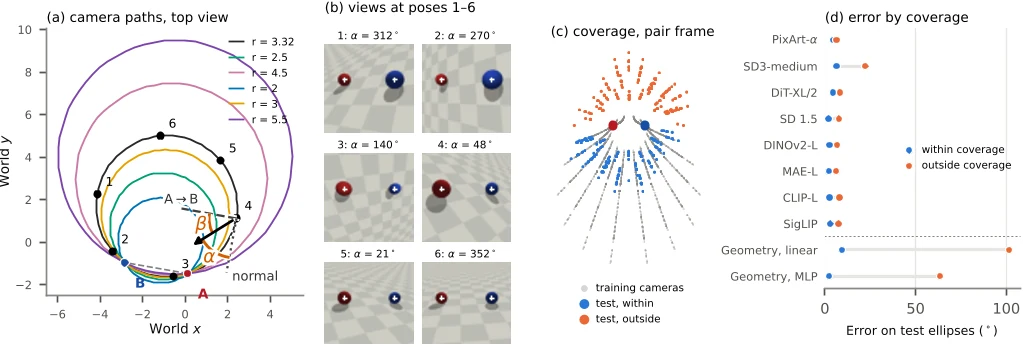 (a) camera paths, top view
World y
10
8
6
4
2
0
−2
−6
−4
−2
0
2
4
World x
r = 3.32
r = 2.5
r = 4.5
r = 2
r = 3
r = 5.5
6
5
1
4
2
3
A→B
β
α
normal
B
A
(b) views at poses 1–6
1: α = 312°
2: α = 270°
3: α = 140°
4: α = 48°
5: α = 21°
6: α = 352°
(c) coverage, pair frame
training cameras
test, within
test, outside
(d) error by coverage
PixArt-α
SD3-medium
DiT-XL/2
SD 1.5
DINOv2-L
MAE-L
CLIP-L
SigLIP
Geometry, linear
Geometry, MLP
within coverage
outside coverage
0
50
100
Error on test ellipses (°)